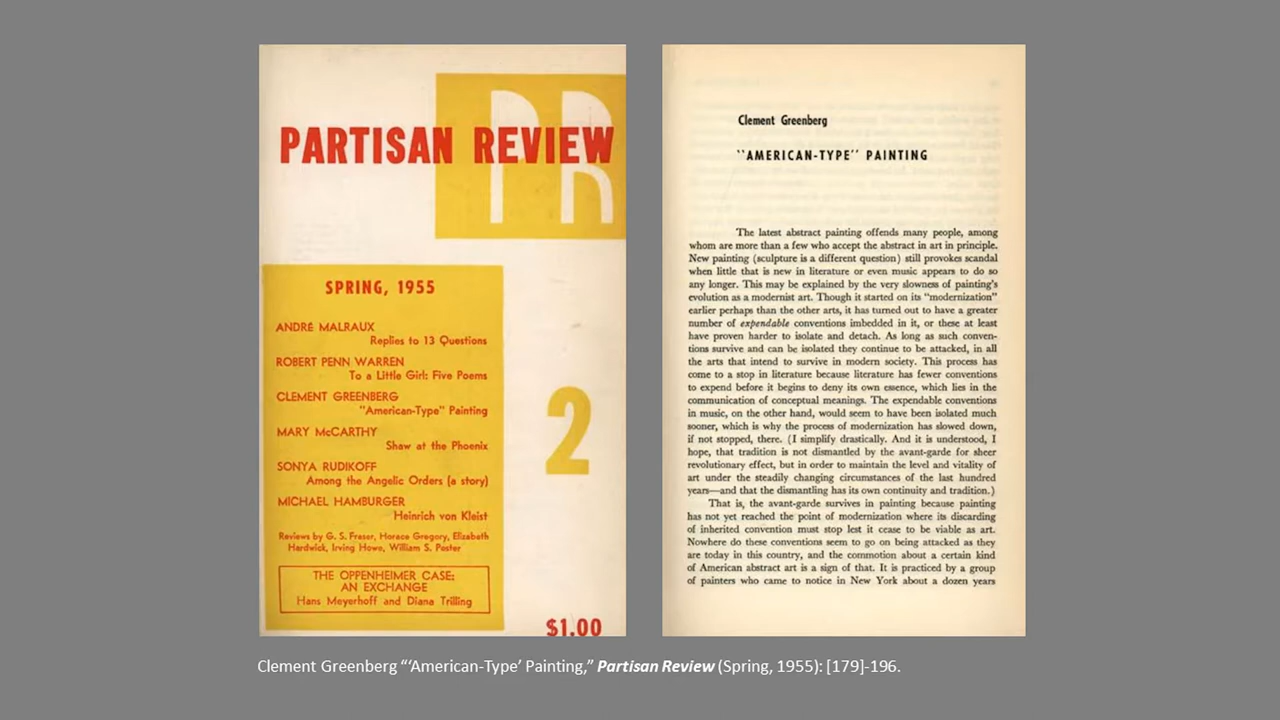 PR
PARTISAN REVIEW
SPRING, 1955
ANDRÉ MALRAUX
Replies to 13 Questions
ROBERT PENN WARREN
To a Little Girl: Five Poems
CLEMENT GREENBERG
"American-Type" Painting
MARY McCARTHY
Shaw at the Phoenix
SONYA RUDIKOFF
Among the Angelic Orders (a story)
MICHAEL HAMBURGER
Heinrich von Kleist
Reviews by G. S. Fraser, Horace Gregory, Elizabeth
Hardwick, Irving Howe, William S. Poster
THE OPPENHEIMER CASE:
AN EXCHANGE
Hans Meyerhoff and Diana Trilling
2
$1.00
Clement Greenberg
"AMERICAN-TYPE" PAINTING
The latest abstract painting offends many people, among
whom are more than a few who accept the abstract in art in principle.
New painting (sculpture is a different question) still provokes scandal
when little that is new in literature or even music appears to do so
any longer. This may be explained by the very slowness of painting's
evolution as a modernist art. Though it started on its "modernization"
earlier perhaps than the other arts, it has turned out to have a greater
number of expendable conventions imbedded in it, or these at least
have proven harder to isolate and detach. As long as such conven-
tions survive and can be isolated they continue to be attacked, in all
the arts that intend to survive in modern society. This process has
come to a stop in literature because literature has fewer conventions
to expend before it begins to deny its own essence, which lies in the
communication of conceptual meanings. The expendable conventions
in music, on the other hand, would seem to have been isolated much
sooner, which is why the process of modernization has slowed down,
if not stopped, there. (I simplify drastically. And it is understood, I
hope, that tradition is not dismantled by the avant-garde for sheer
revolutionary effect, but in order to maintain the level and vitality of
art under the steadily changing circumstances of the last hundred
years—and that the dismantling has its own continuity and tradition.)
That is, the avant-garde survives in painting because painting
has not yet reached the point of modernization where its discarding
of inherited convention must stop lest it cease to be viable as art.
Nowhere do these conventions seem to go on being attacked as they
are today in this country, and the commotion about a certain kind
of American abstract art is a sign of that. It is practiced by a group
of painters who came to notice in New York about a dozen years
Clement Greenberg “‘American-Type’ Painting,” Partisan Review (Spring, 1955): [179]-196.